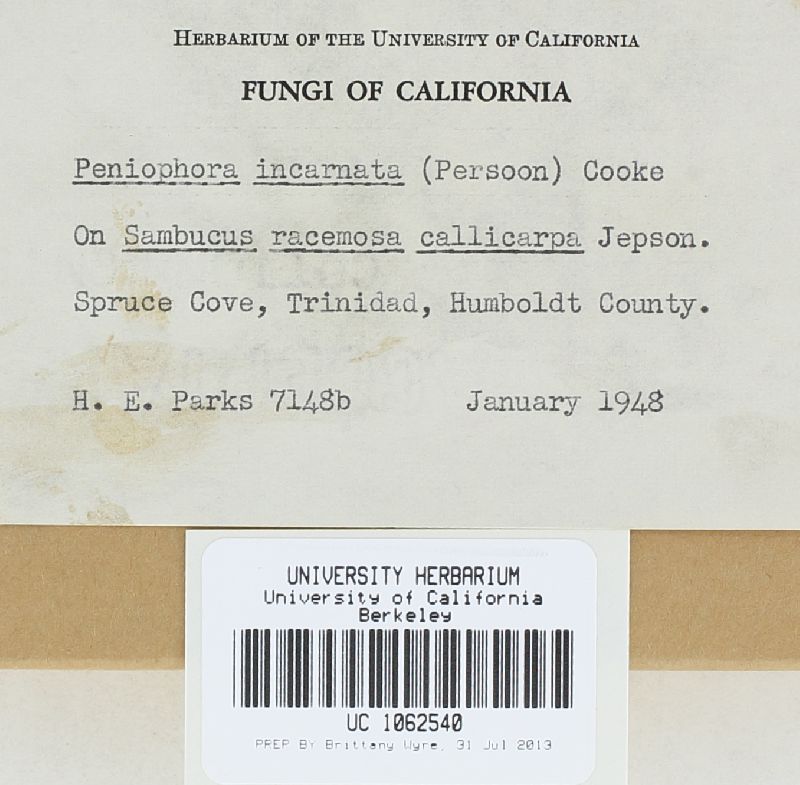 HERBARIUM OF THE UNIVERSITY OF CALIFORNIA
FUNGI OF CALIFORNIA
Peniophora incarnata (Persoon) Cooke
On Sambucus racemosa callicarpa Jepson.
Spruce Cove, Trinidad, Humboldt County.
H. E. Parks 7148b January 1948
UNIVERSITY HERBARIUM
University of California
Berkeley
UC 1062540
PREP BY Brittany Wyre, 31 Jul 2013